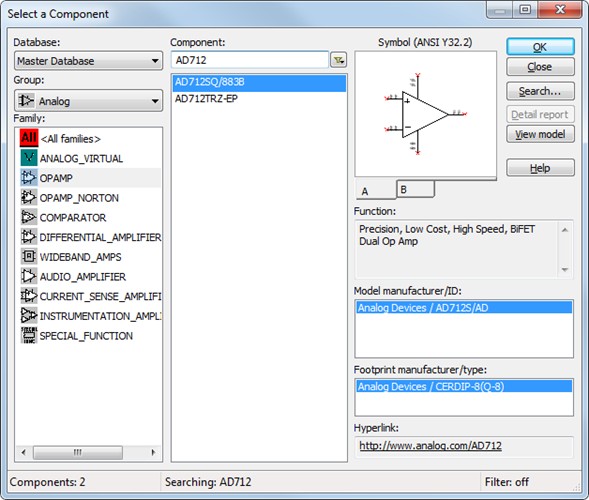 Select a Component
Database:
Master Database
Group:
Analog
Family:
All <All families>
ANALOG_VIRTUAL
OPAMP
OPAMP_NORTON
COMPARATOR
DIFFERENTIAL_AMPLIFIER
WIDEBAND_AMPS
AUDIO_AMPLIFIER
CURRENT_SENSE_AMPLIFI
INSTRUMENTATION_AMPLI
SPECIAL_FUNCTION
Component:
AD712
AD712SQ/883B
AD712TRZ-EP
Symbol (ANSI Y32.2)
A B
Function:
Precision, Low Cost, High Speed, BiFET
Dual Op Amp
Model manufacturer/ID:
Analog Devices / AD712S/AD
Footprint manufacturer/type:
Analog Devices / CERDIP-8(Q-8)
Hyperlink:
http://www.analog.com/AD712
OK
Close
Search...
Detail report
View model
Help
Components: 2
Searching: AD712
Filter: off